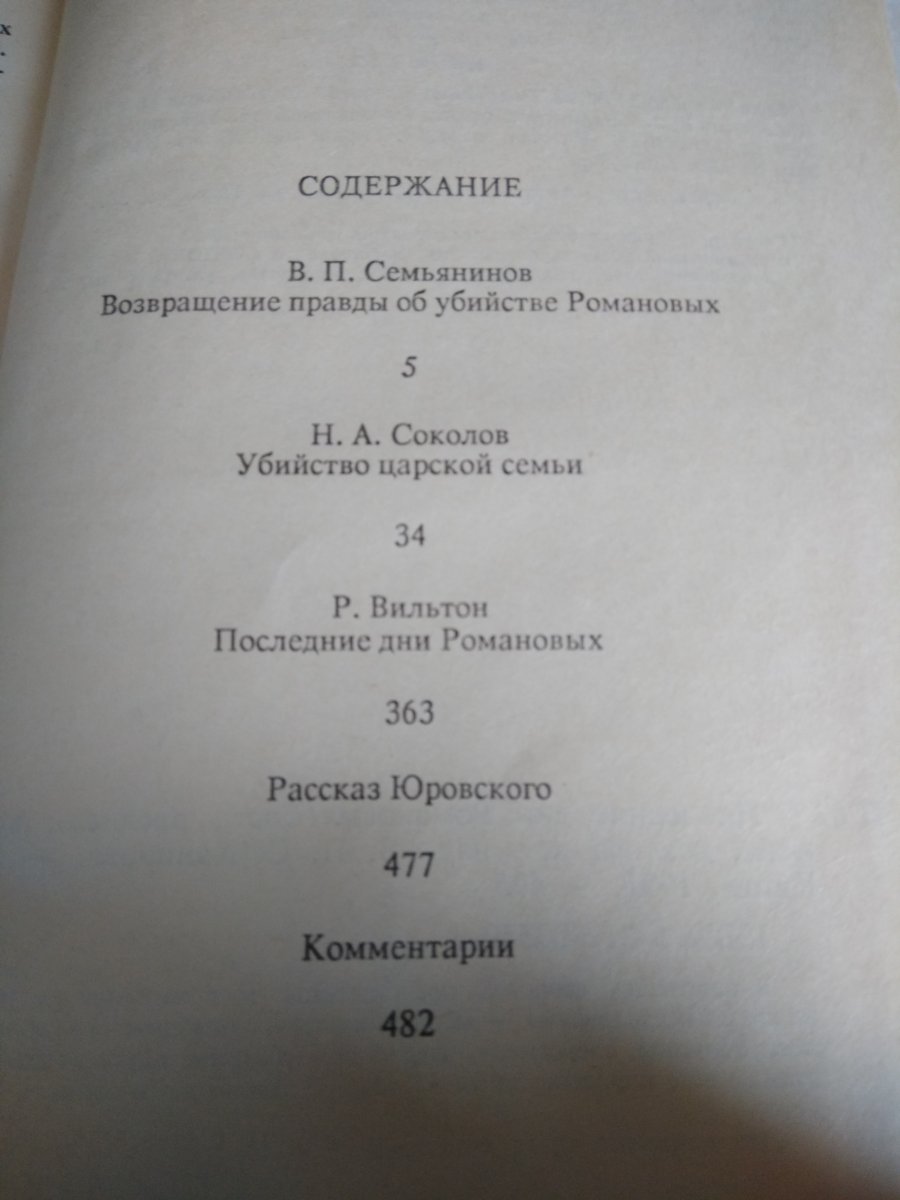 х
СОДЕРЖАНИЕ
В. П. Семьянинов
Возвращение правды об убийстве Романовых
5
Н. А. Соколов
Убийство царской семьи
34
Р. Вильтон
Последние дни Романовых
363
Рассказ Юровского
477
Комментарии
482